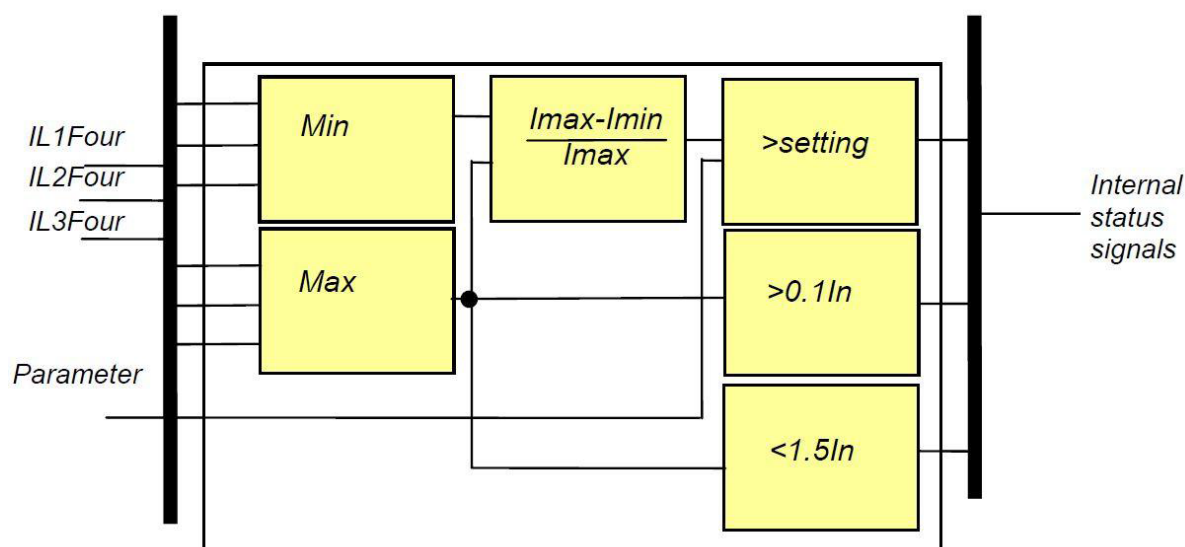 IL1Four
IL2Four
IL3Four
Parameter
Min
Max
Imax-Imin
Imax
>setting
>0.1In
<1.5In
Internal
status
signals